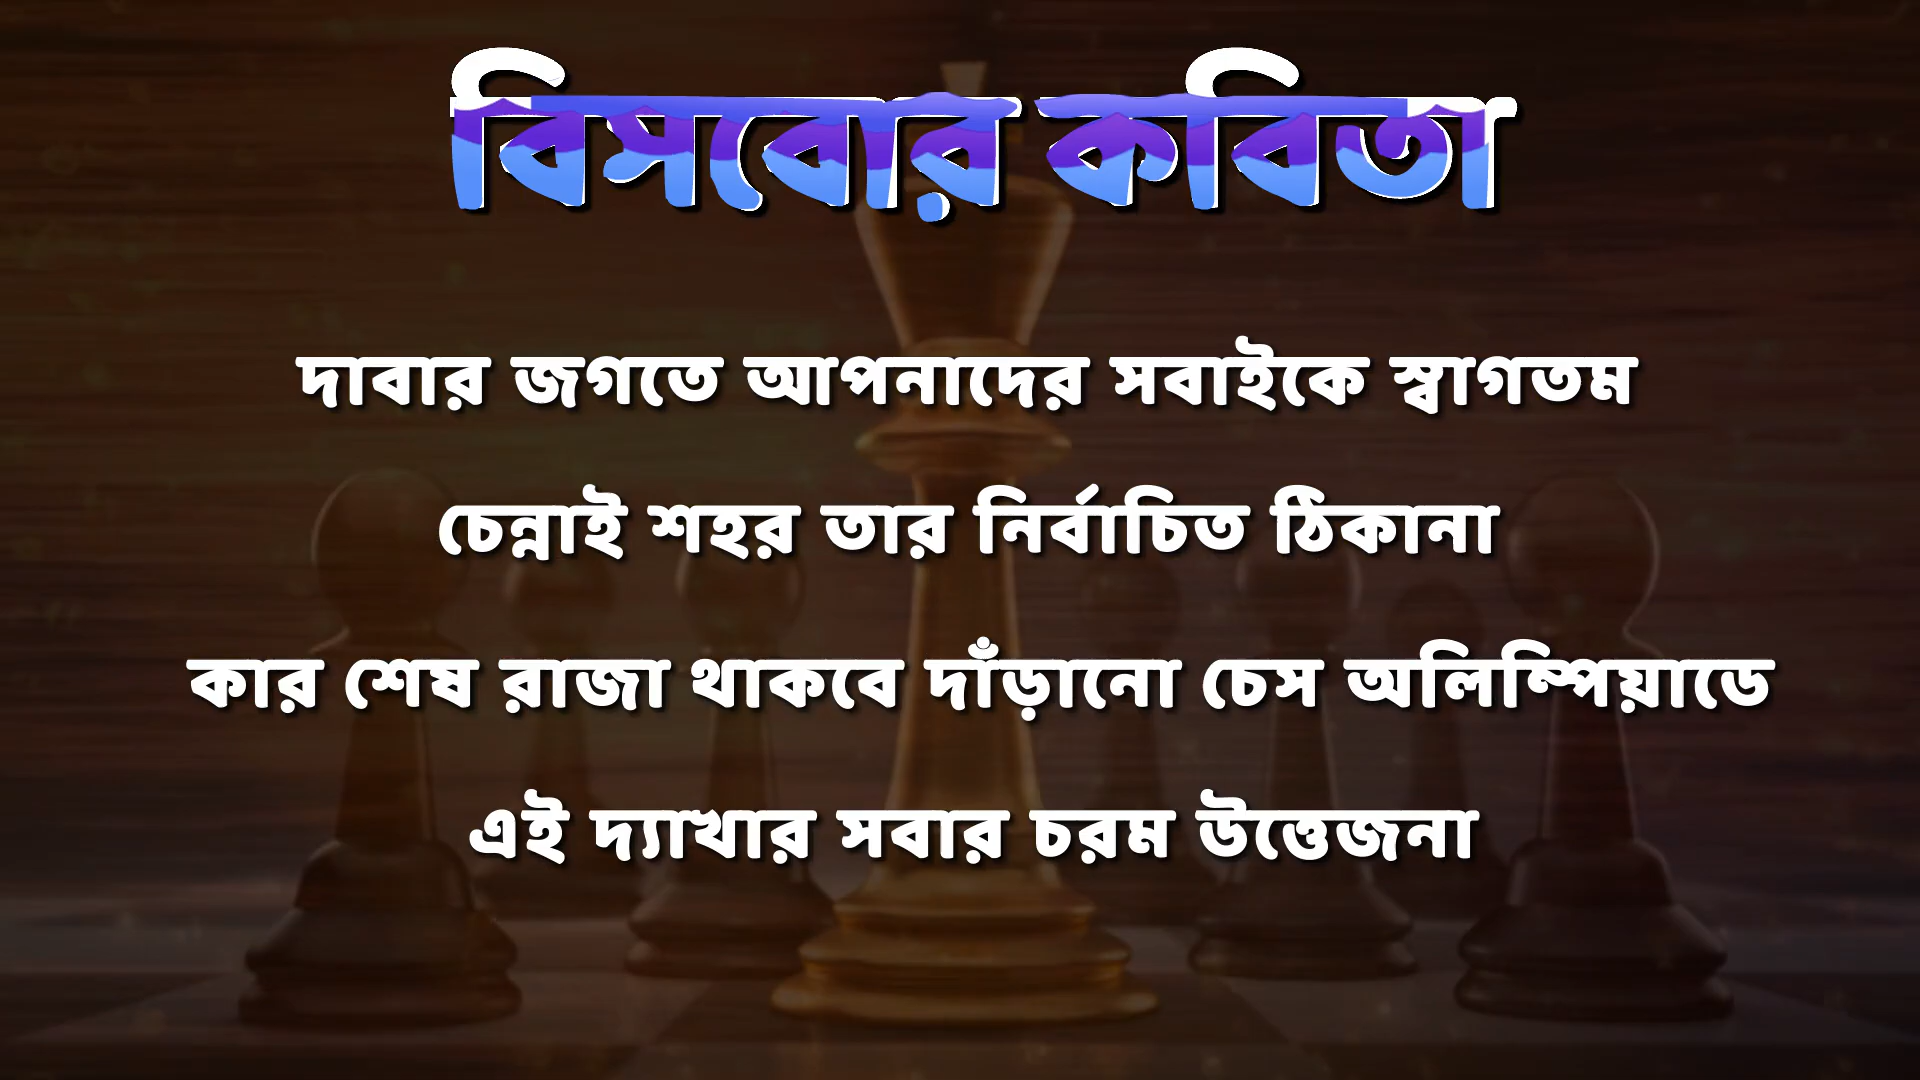 বিসবোর কবিতা
দাবার জগতে আপনাদের সবাইকে স্বাগতম
চেন্নাই শহর তার নির্বাচিত ঠিকানা
কার শেষ রাজা থাকবে দাঁড়ানো চেস অলিম্পিয়াডে
এই দ্যাখার সবার চরম উত্তেজনা